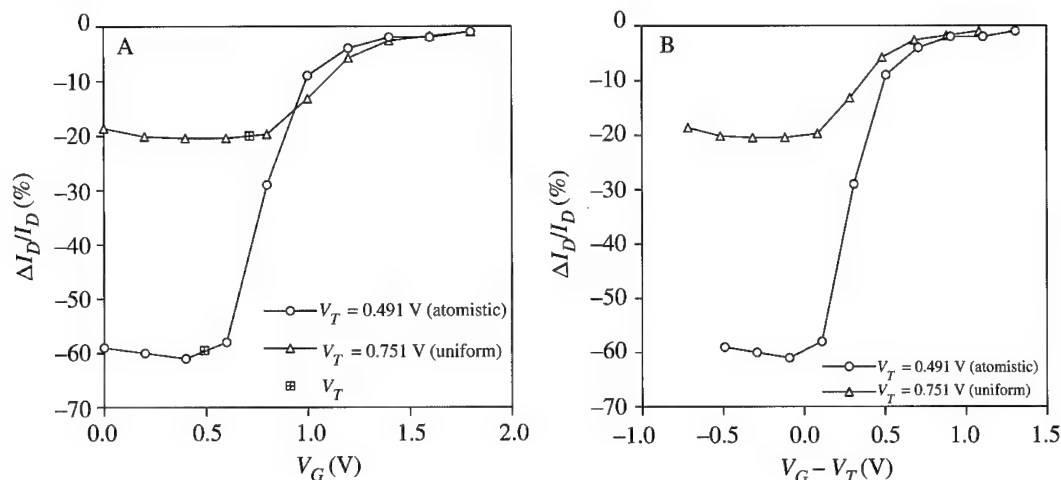 A
0
−10
−20
−30
−40
−50
−60
−70
ΔI_D/I_D (%)
V_T = 0.491 V (atomistic)
V_T = 0.751 V (uniform)
V_T
0.0
0.5
1.0
1.5
2.0
V_G (V)
B
0
−10
−20
−30
−40
−50
−60
−70
ΔI_D/I_D (%)
V_T = 0.491 V (atomistic)
V_T = 0.751 V (uniform)
−1.0
−0.5
0.0
0.5
1.0
1.5
V_G − V_T (V)